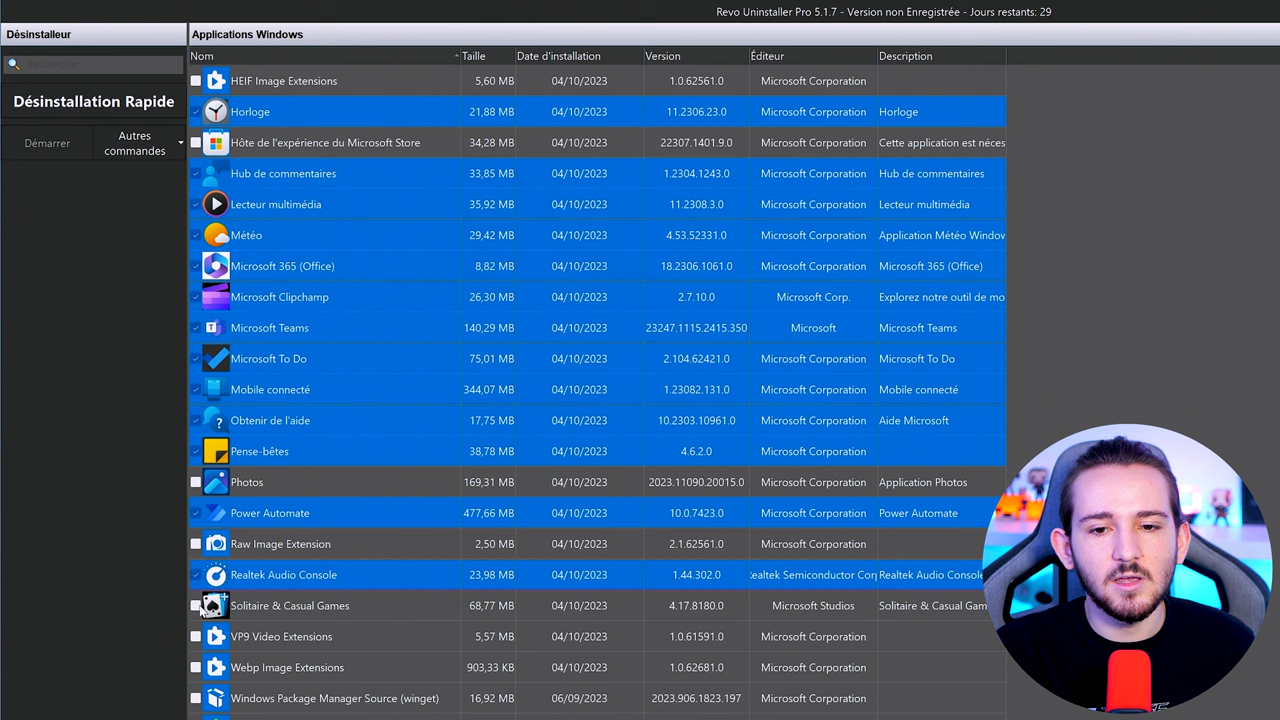 Revo Uninstaller Pro 5.1.7 - Version non Enregistrée - Jours restants: 29
Désinstalleur
Rechercher
Désinstallation Rapide
Démarrer
Autres commandes
Applications Windows
Nom Taille Date d'installation Version Éditeur Description
HEIF Image Extensions 5,60 MB 04/10/2023 1.0.62561.0 Microsoft Corporation
Horloge 21,88 MB 04/10/2023 11.2306.23.0 Microsoft Corporation Horloge
Hôte de l'expérience du Microsoft Store 34,28 MB 04/10/2023 22307.1401.9.0 Microsoft Corporation Cette application est néces
Hub de commentaires 33,85 MB 04/10/2023 1.2304.1243.0 Microsoft Corporation Hub de commentaires
Lecteur multimédia 35,92 MB 04/10/2023 11.2308.3.0 Microsoft Corporation Lecteur multimédia
Météo 29,42 MB 04/10/2023 4.53.52331.0 Microsoft Corporation Application Météo Window
Microsoft 365 (Office) 8,82 MB 04/10/2023 18.2306.1061.0 Microsoft Corporation Microsoft 365 (Office)
Microsoft Clipchamp 26,30 MB 04/10/2023 2.7.10.0 Microsoft Corp. Explorez notre outil de mo
Microsoft Teams 140,29 MB 04/10/2023 23247.1115.2415.350 Microsoft Microsoft Teams
Microsoft To Do 75,01 MB 04/10/2023 2.104.62421.0 Microsoft Corporation Microsoft To Do
Mobile connecté 344,07 MB 04/10/2023 1.23082.131.0 Microsoft Corporation Mobile connecté
Obtenir de l'aide 17,75 MB 04/10/2023 10.2303.10961.0 Microsoft Corporation Aide Microsoft
Pense-bêtes 38,78 MB 04/10/2023 4.6.2.0 Microsoft Corporation
Photos 169,31 MB 04/10/2023 2023.11090.20015.0 Microsoft Corporation Application Photos
Power Automate 477,66 MB 04/10/2023 10.0.7423.0 Microsoft Corporation Power Automate
Raw Image Extension 2,50 MB 04/10/2023 2.1.62561.0 Microsoft Corporation
Realtek Audio Console 23,98 MB 04/10/2023 1.44.302.0 ealtek Semiconductor Corp Realtek Audio Console
Solitaire & Casual Games 68,77 MB 04/10/2023 4.17.8180.0 Microsoft Studios Solitaire & Casual Gam
VP9 Video Extensions 5,57 MB 04/10/2023 1.0.61591.0 Microsoft Corporation
Webp Image Extensions 903,33 KB 04/10/2023 1.0.62681.0 Microsoft Corporation
Windows Package Manager Source (winget) 16,92 MB 06/09/2023 2023.906.1823.197 Microsoft Corporation